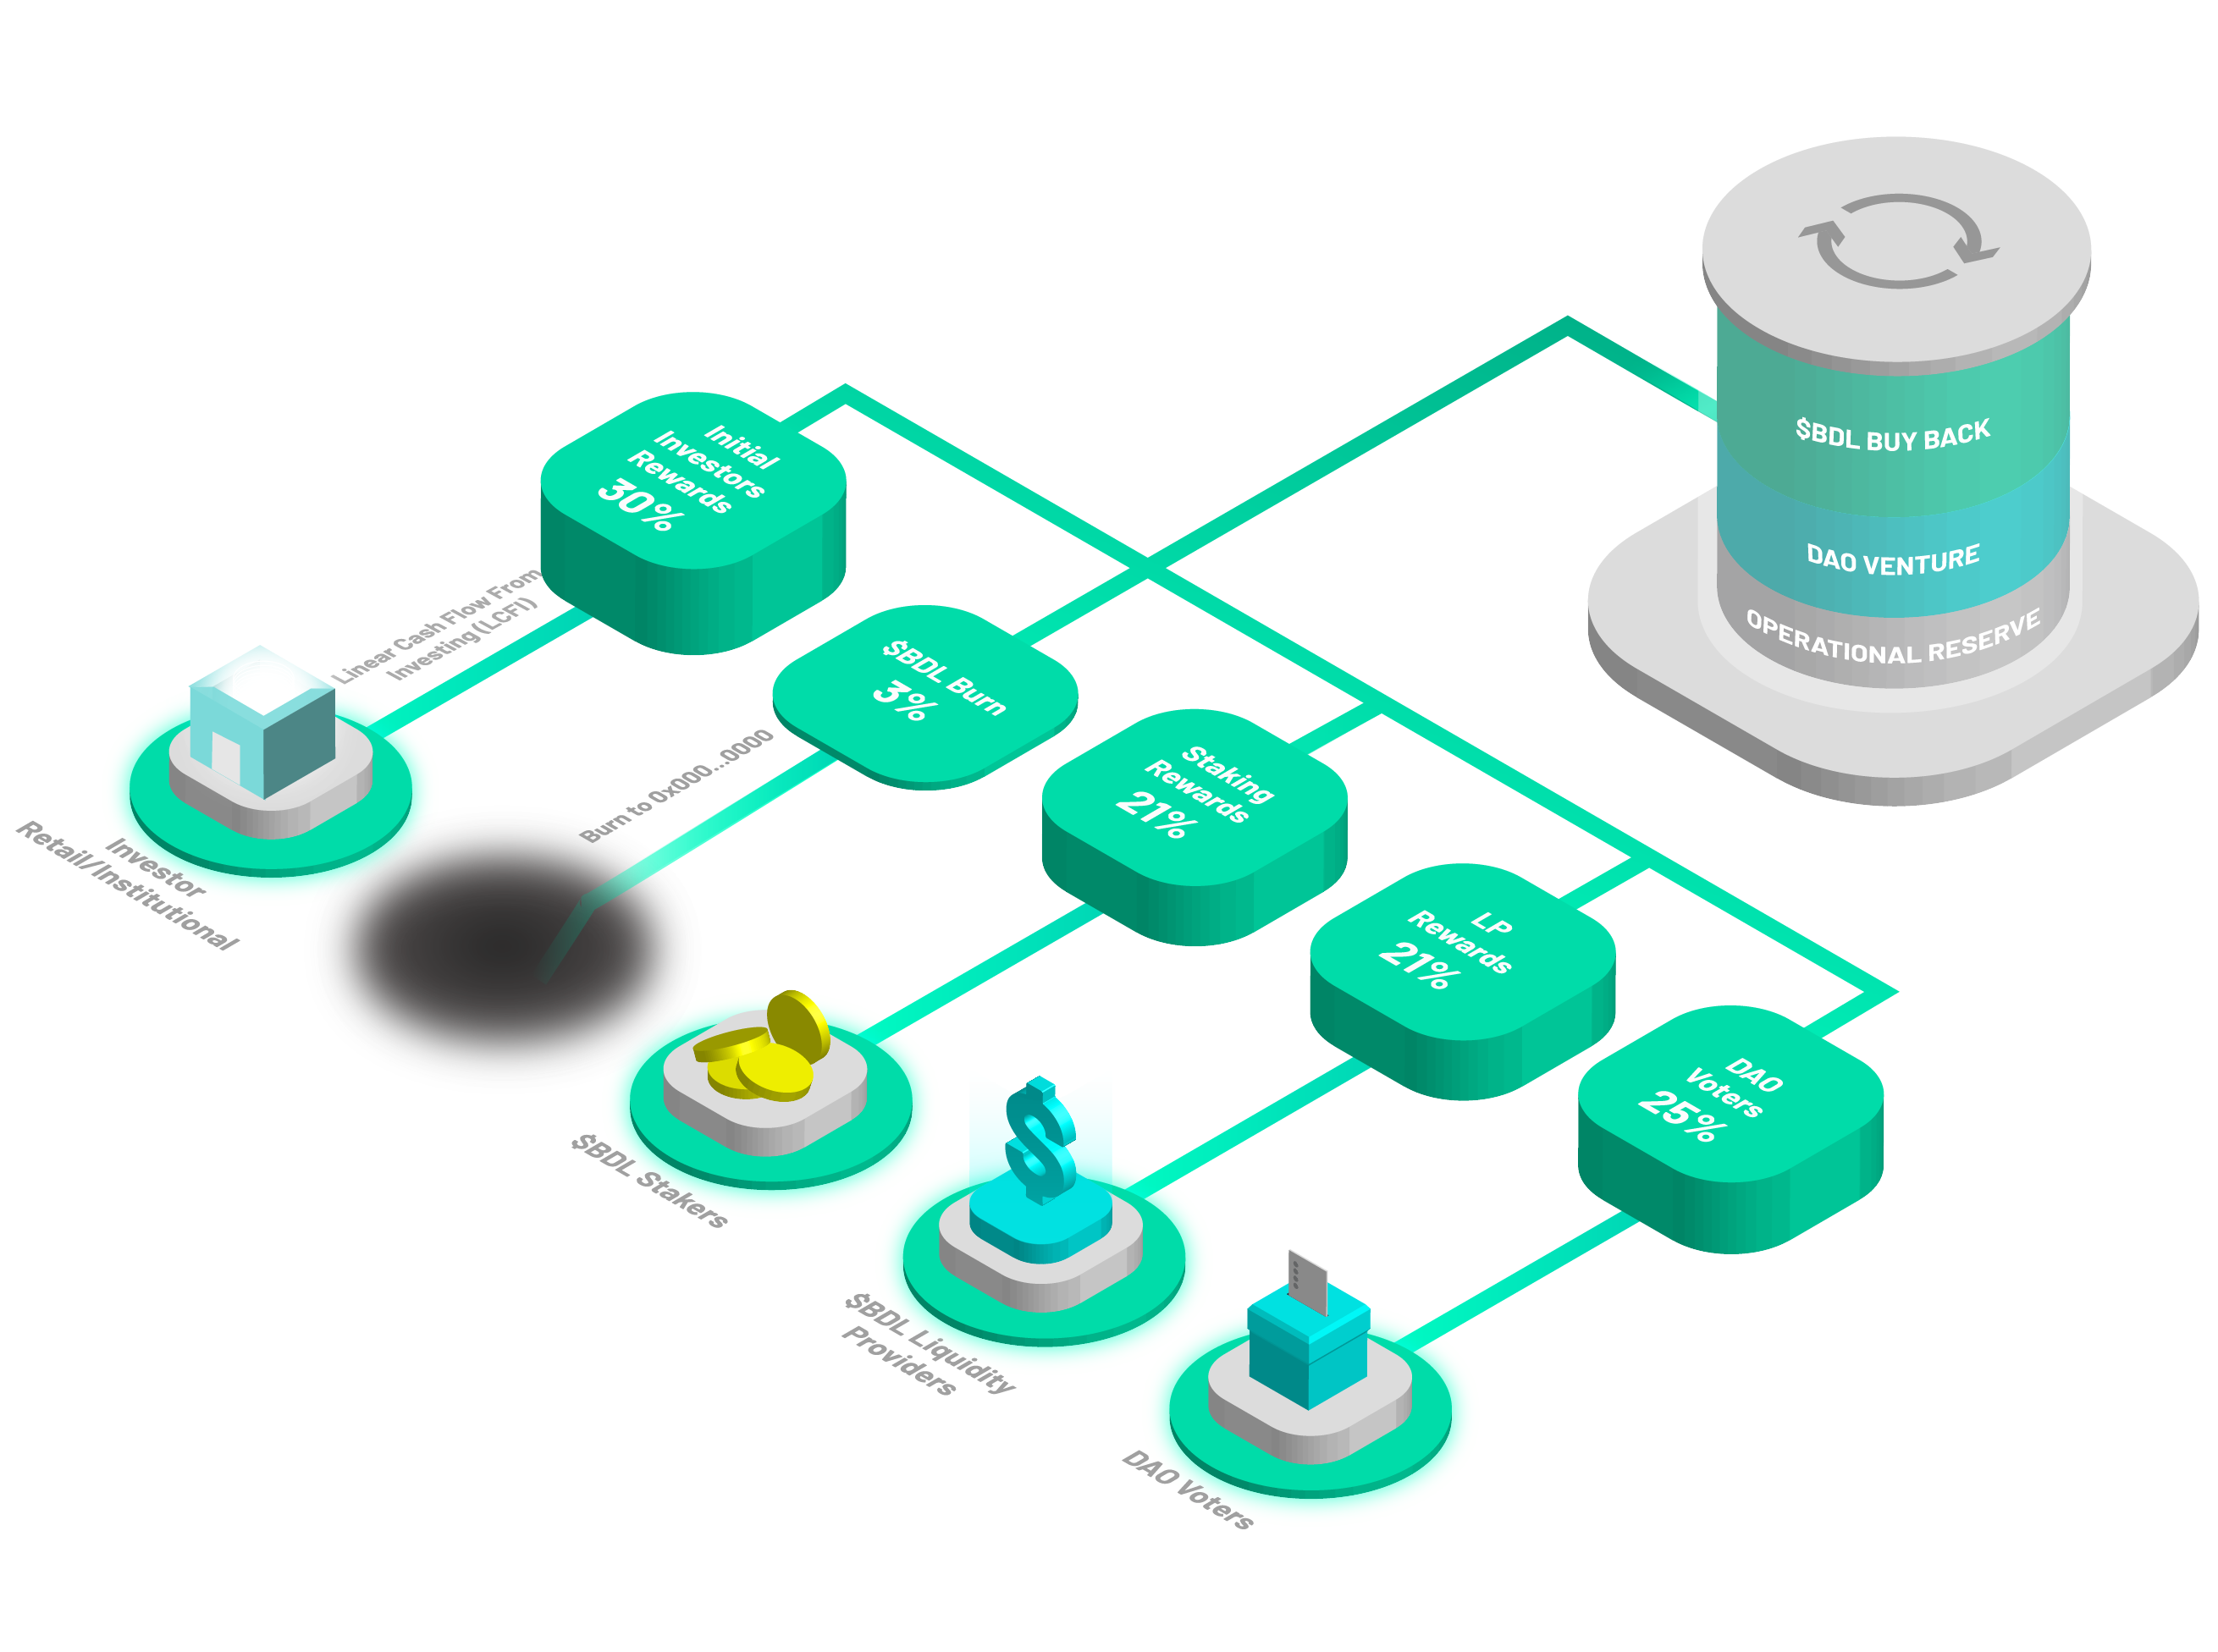 $BDL BUY BACK
DAO VENTURE
OPERATIONAL RESERVE
Initial
Investors
Rewards
30%
Linear Cash Flow From
Investing (LCFI)
Investor
Retail/Institutional
$BDL Burn
3%
Burn to 0x000...0000
Staking
Rewards
21%
$BDL Stakers
LP
Rewards
21%
$BDL Liquidity
Providers
DAO
Voters
25%
DAO Voters